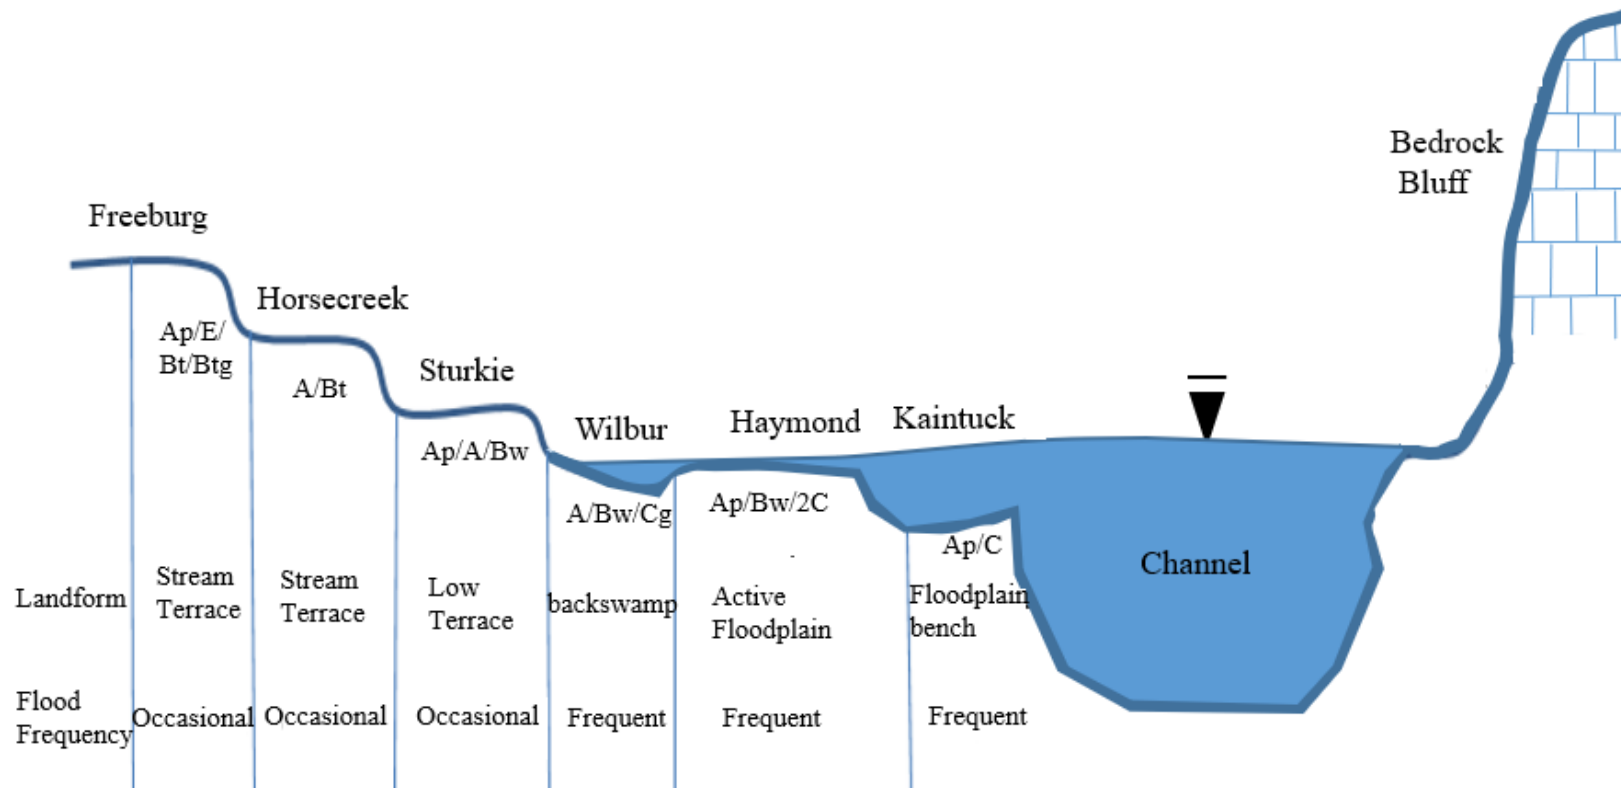 Bedrock
Bluff
Freeburg
Horsecreek
Ap/E/
Bt/Btg
Sturkie
A/Bt
Wilbur
Haymond
Kaintuck
Ap/A/Bw
A/Bw/Cg
Ap/Bw/2C
Ap/C
Channel
Landform
Stream
Terrace
Stream
Terrace
Low
Terrace
backswamp
Active
Floodplain
Floodplain
bench
Flood
Frequency
Occasional
Occasional
Occasional
Frequent
Frequent
Frequent